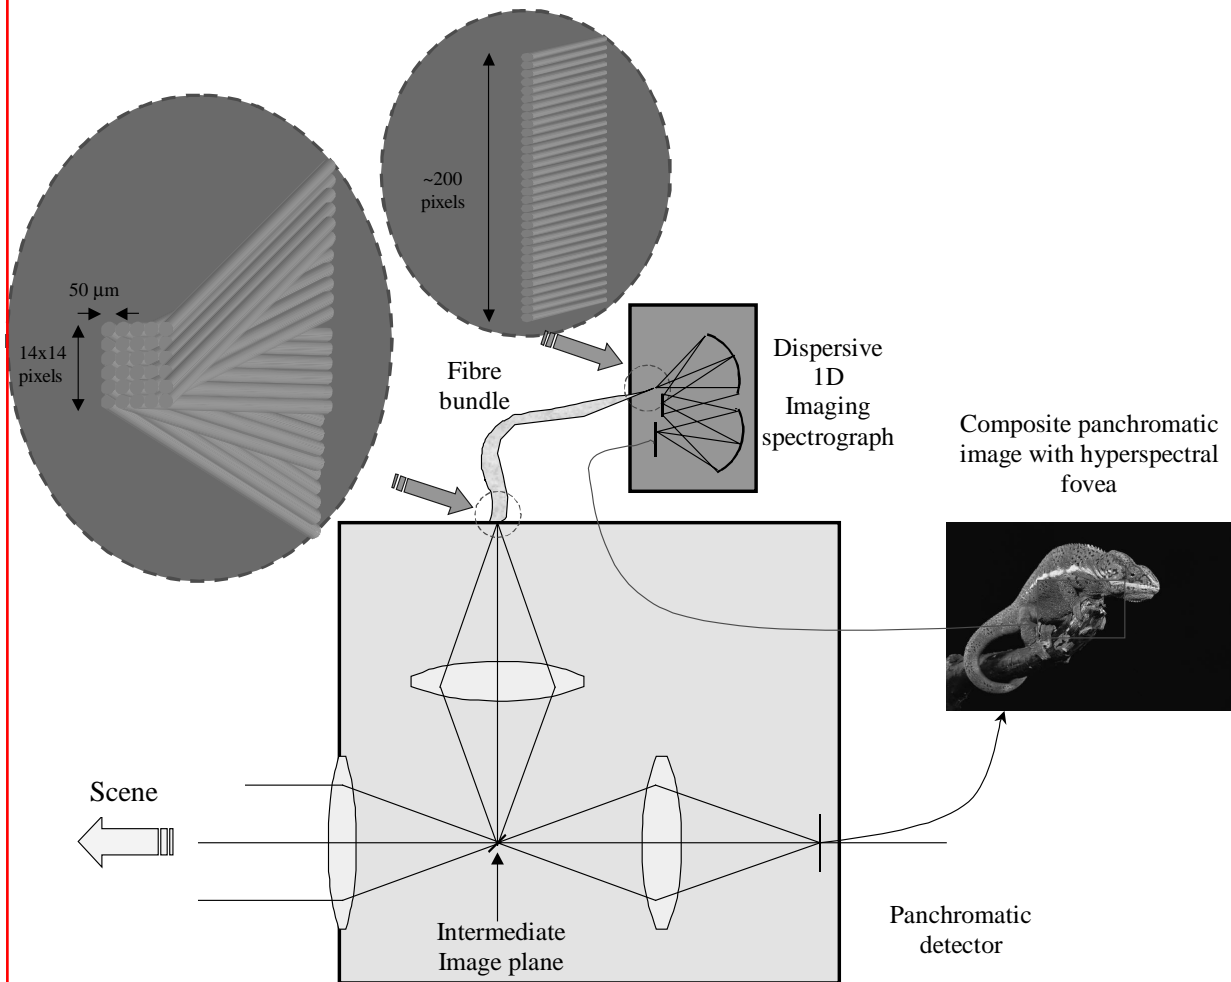 ~200
pixels
50 μm
14x14
pixels
Fibre
bundle
Dispersive
1D
Imaging
spectrograph
Composite panchromatic
image with hyperspectral
fovea
Scene
Intermediate
Image plane
Panchromatic
detector